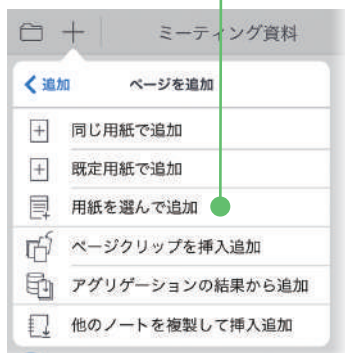 ミーティング資料
追加 ページを追加
同じ用紙で追加
既定用紙で追加
用紙を選んで追加
ページクリップを挿入追加
アグリゲーションの結果から追加
他のノートを複製して挿入追加